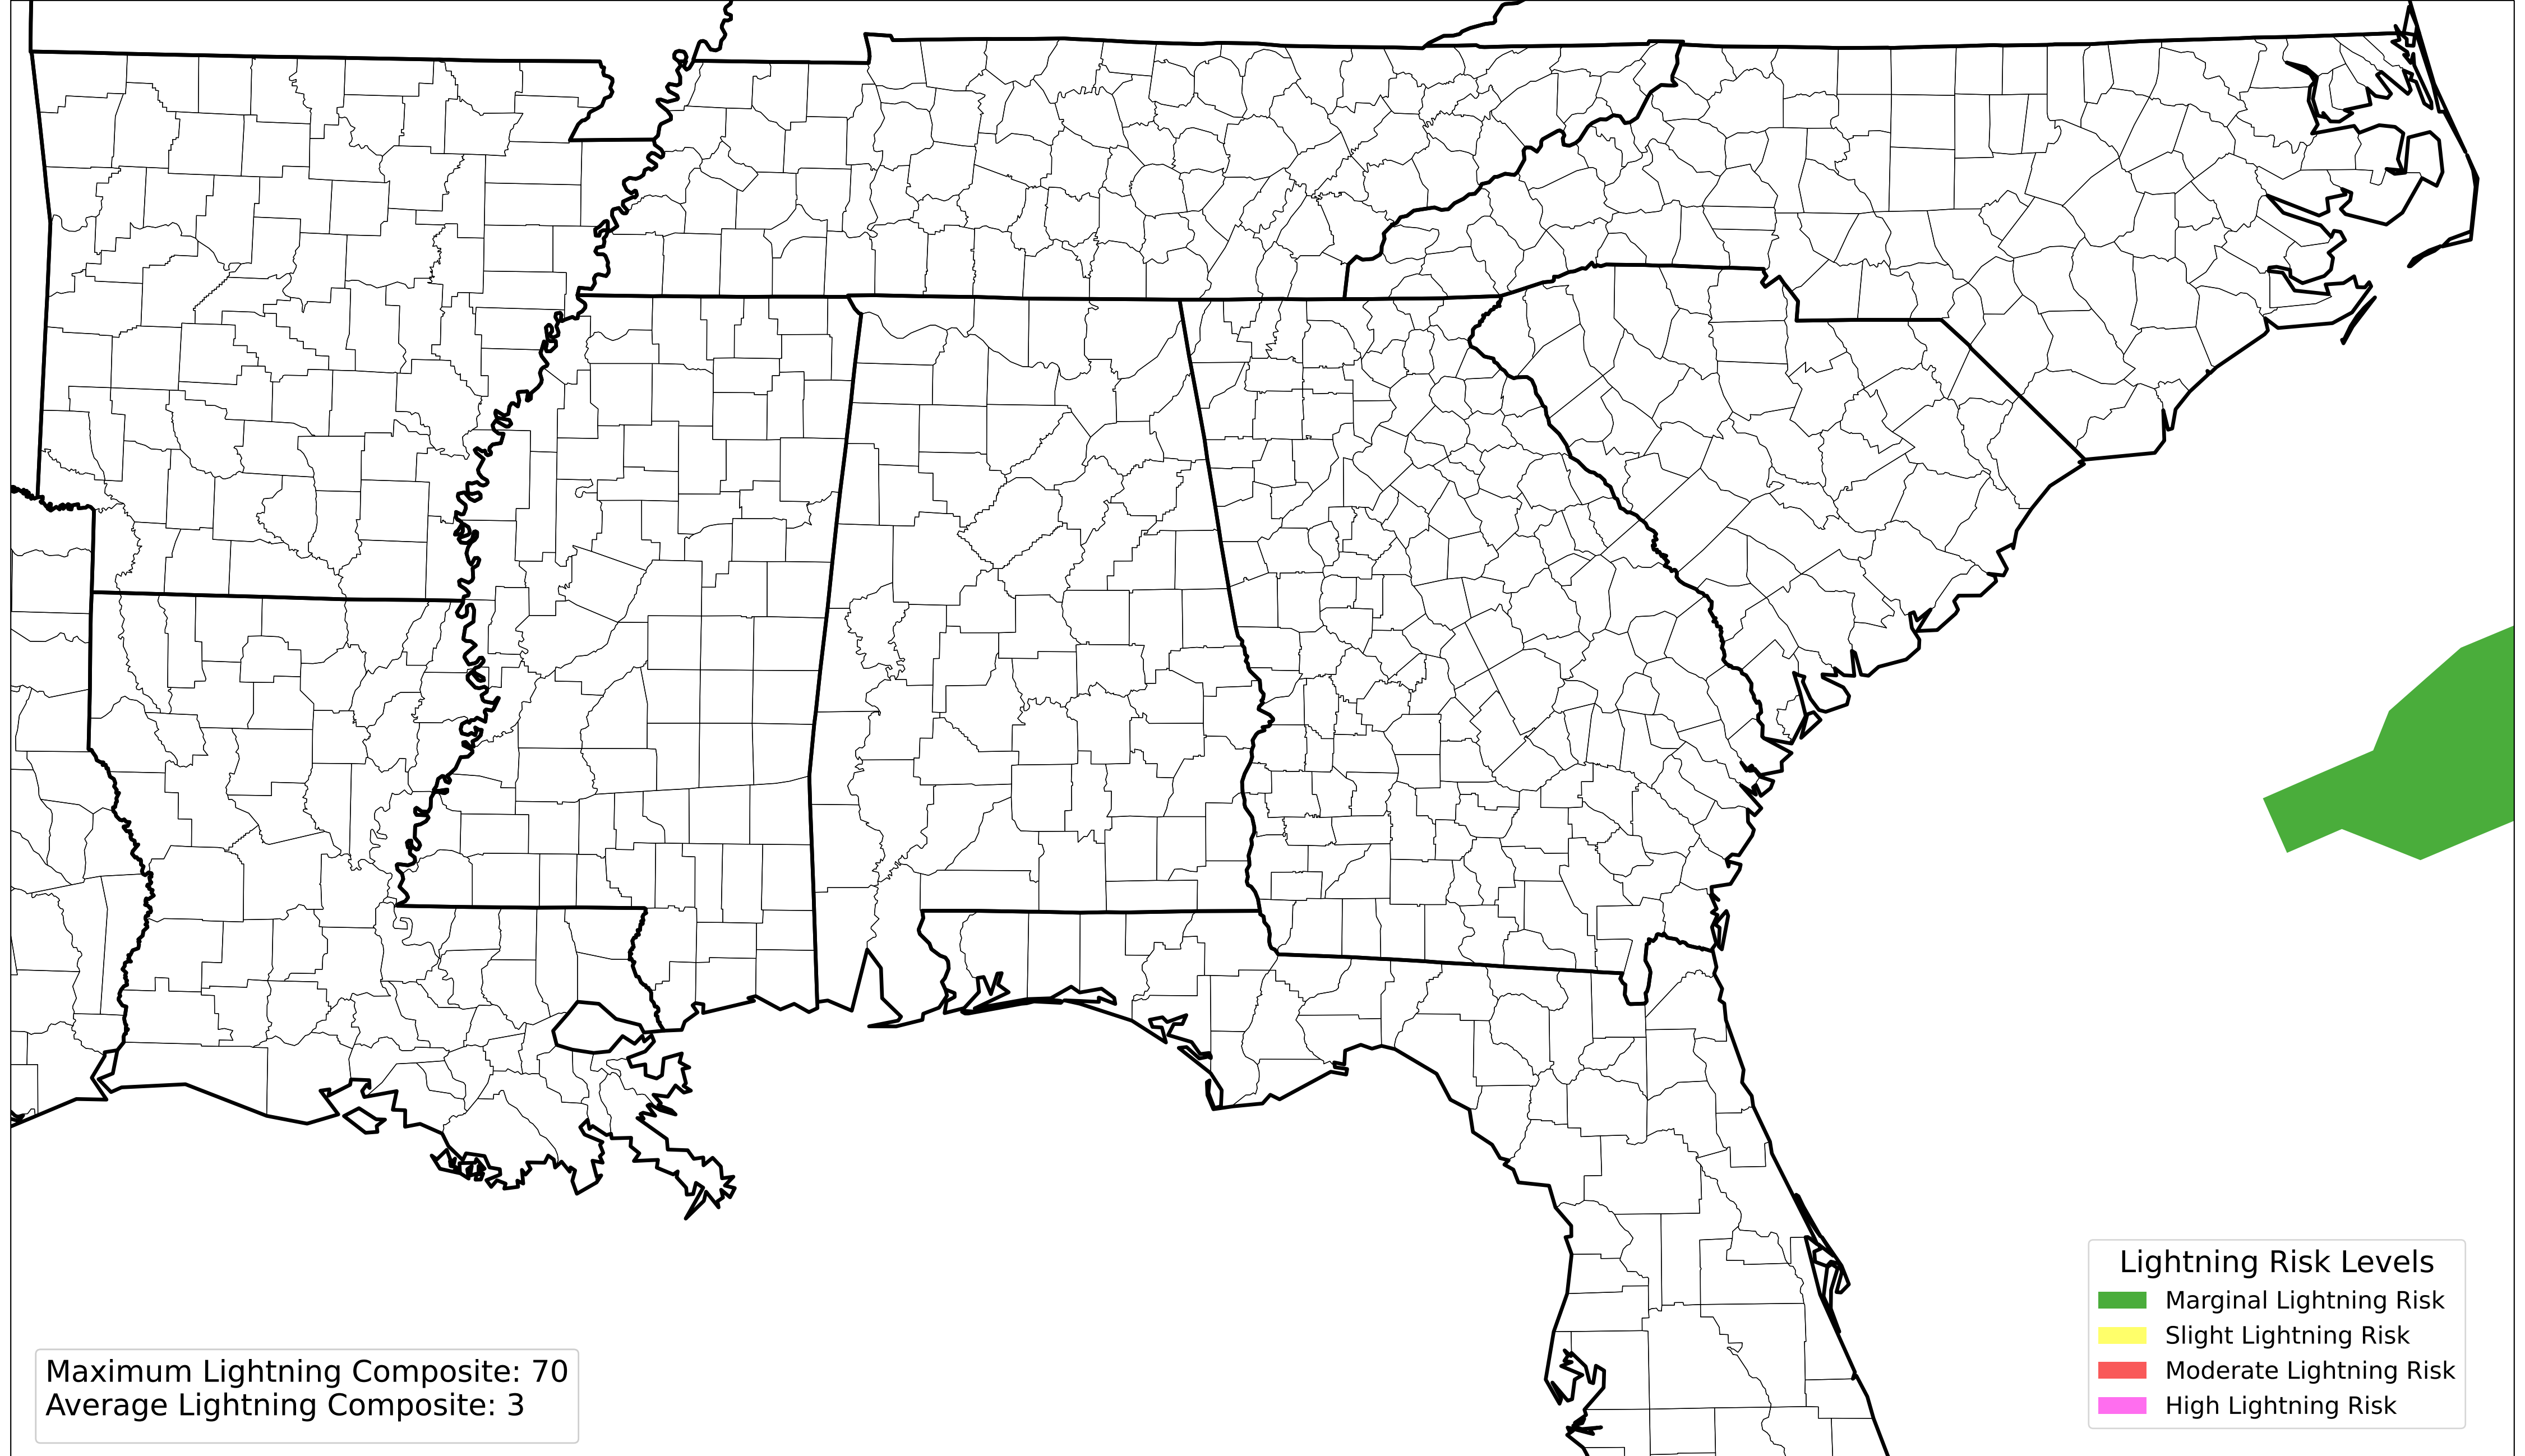 Maximum Lightning Composite: 70
Average Lightning Composite: 3
Lightning Risk Levels
Marginal Lightning Risk
Slight Lightning Risk
Moderate Lightning Risk
High Lightning Risk